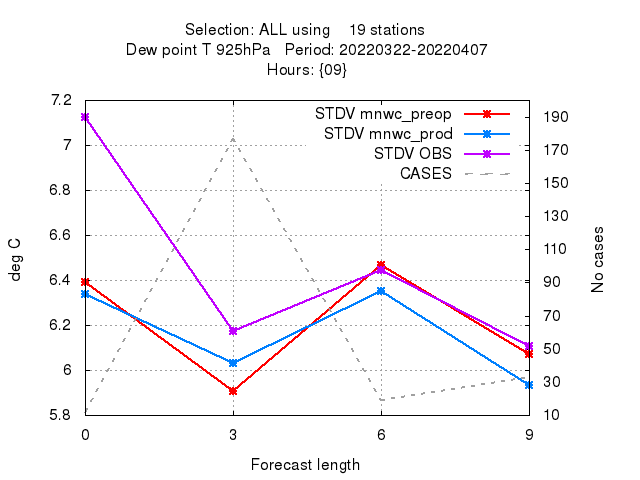 Selection: ALL using    19 stations
Dew point T 925hPa   Period: 20220322-20220407
Hours: {09}
STDV mnwc_preop
STDV mnwc_prod
STDV OBS
CASES
7.2
7
6.8
6.6
6.4
6.2
6
5.8
deg C
190
170
150
130
110
90
70
50
30
10
No cases
0 3 6 9
Forecast length